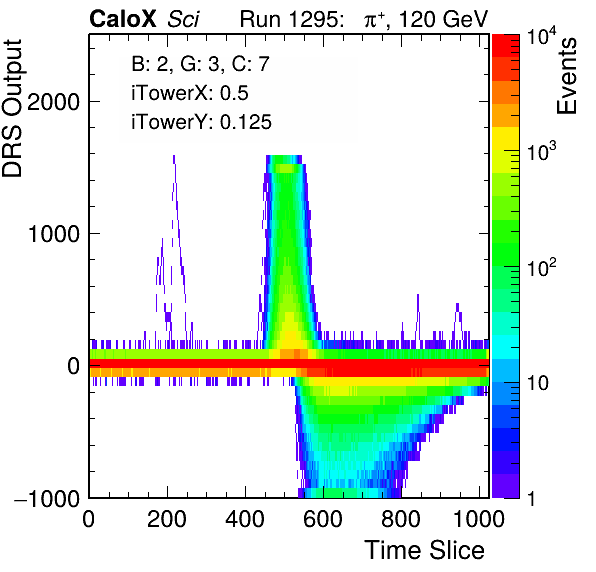 CaloX Sci Run 1295: π⁺, 120 GeV
B: 2, G: 3, C: 7
iTowerX: 0.5
iTowerY: 0.125
DRS Output
2000
1000
0
−1000
0 200 400 600 800 1000
Time Slice
Events
10⁴
10³
10²
10
1